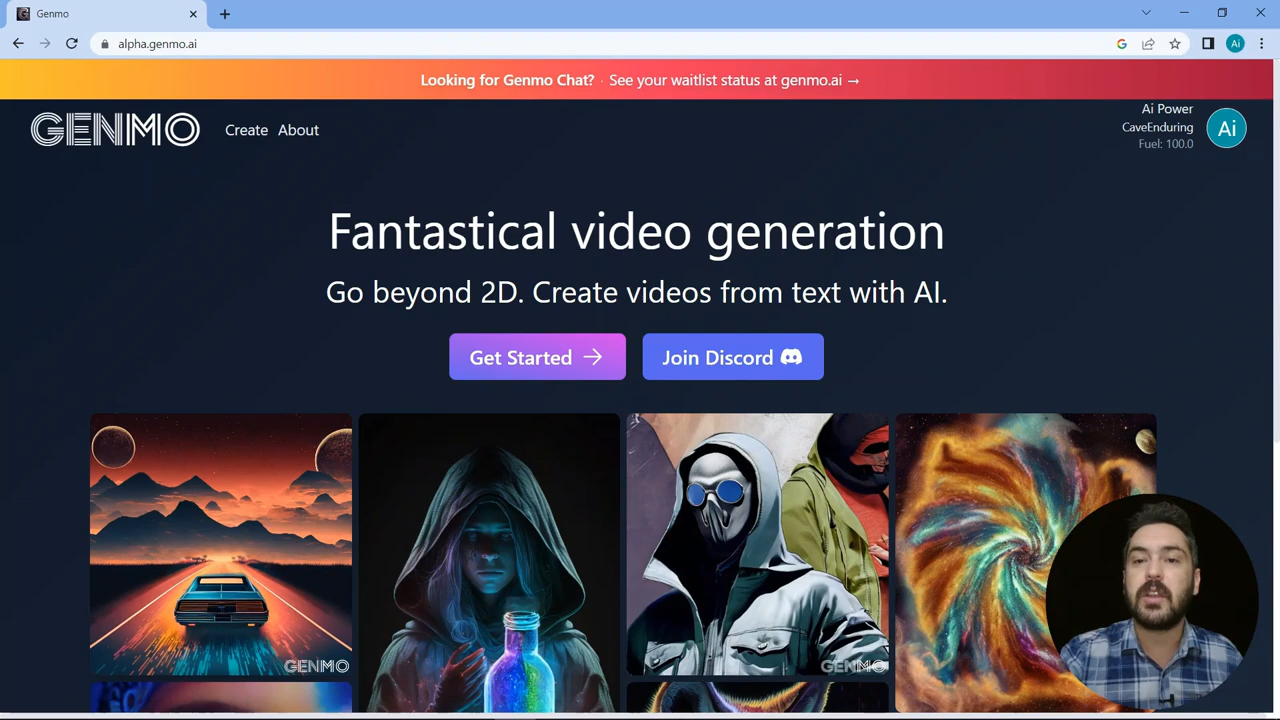 Genmo
alpha.genmo.ai
Ai
Looking for Genmo Chat? · See your waitlist status at genmo.ai →
GENMO
Create
About
Ai Power
CaveEnduring
Fuel: 100.0
Ai
Fantastical video generation
Go beyond 2D. Create videos from text with AI.
Get Started →
Join Discord
GENMO
GENMO